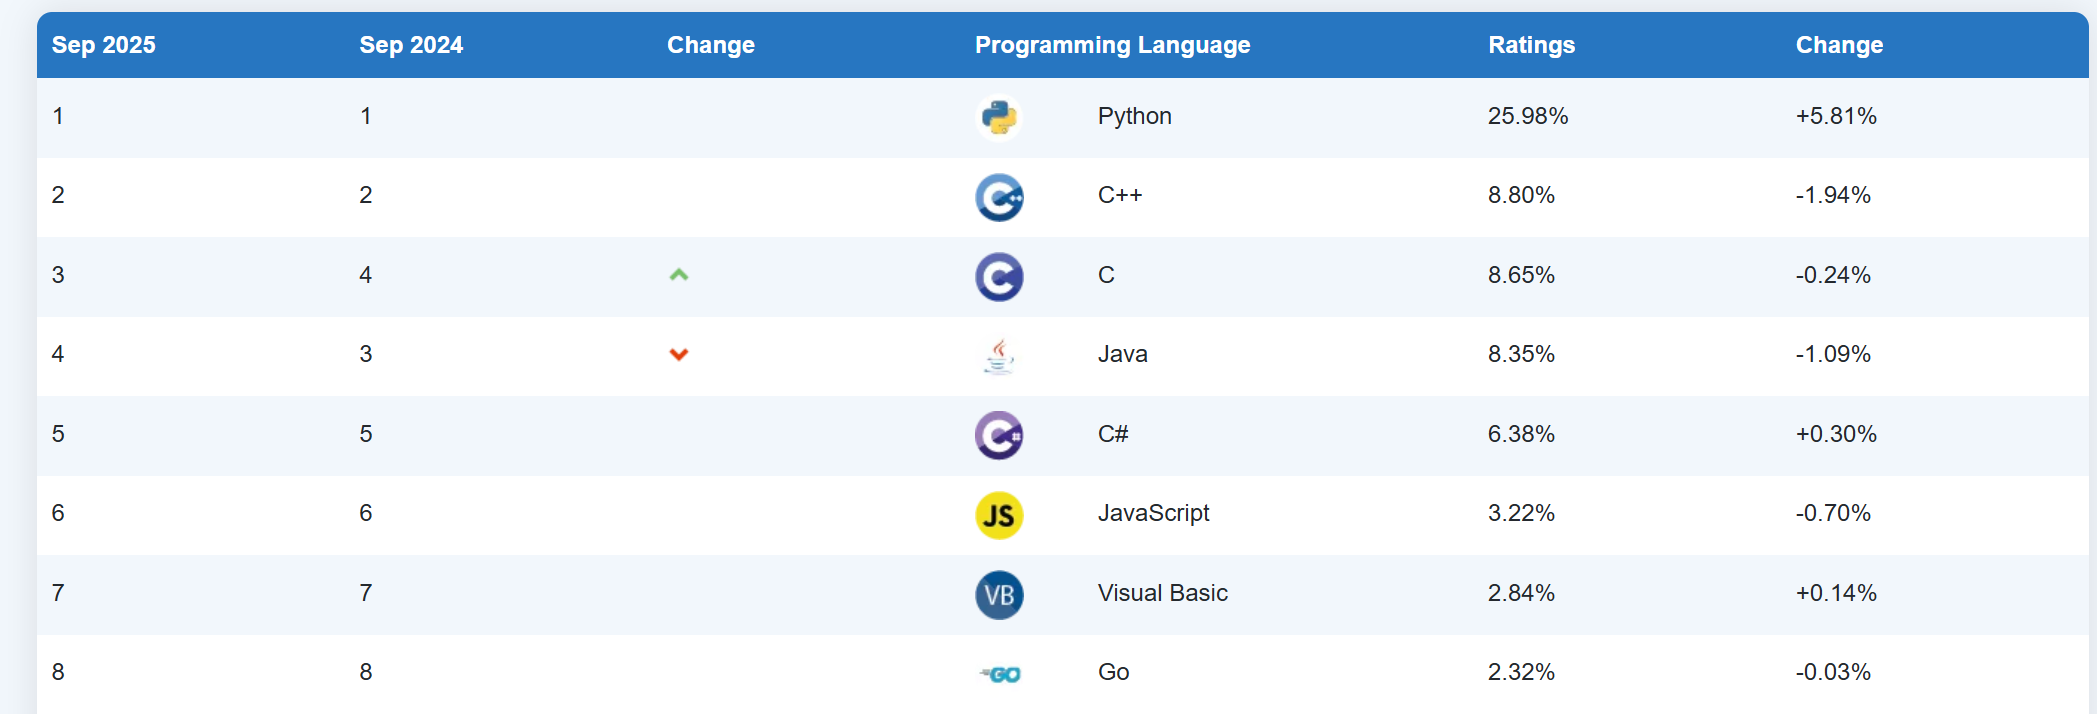 Sep 2025 Sep 2024 Change Programming Language Ratings Change
1 1 Python 25.98% +5.81%
2 2 C++ 8.80% -1.94%
3 4 C 8.65% -0.24%
4 3 Java 8.35% -1.09%
5 5 C# 6.38% +0.30%
6 6 JS JavaScript 3.22% -0.70%
7 7 VB Visual Basic 2.84% +0.14%
8 8 GO Go 2.32% -0.03%